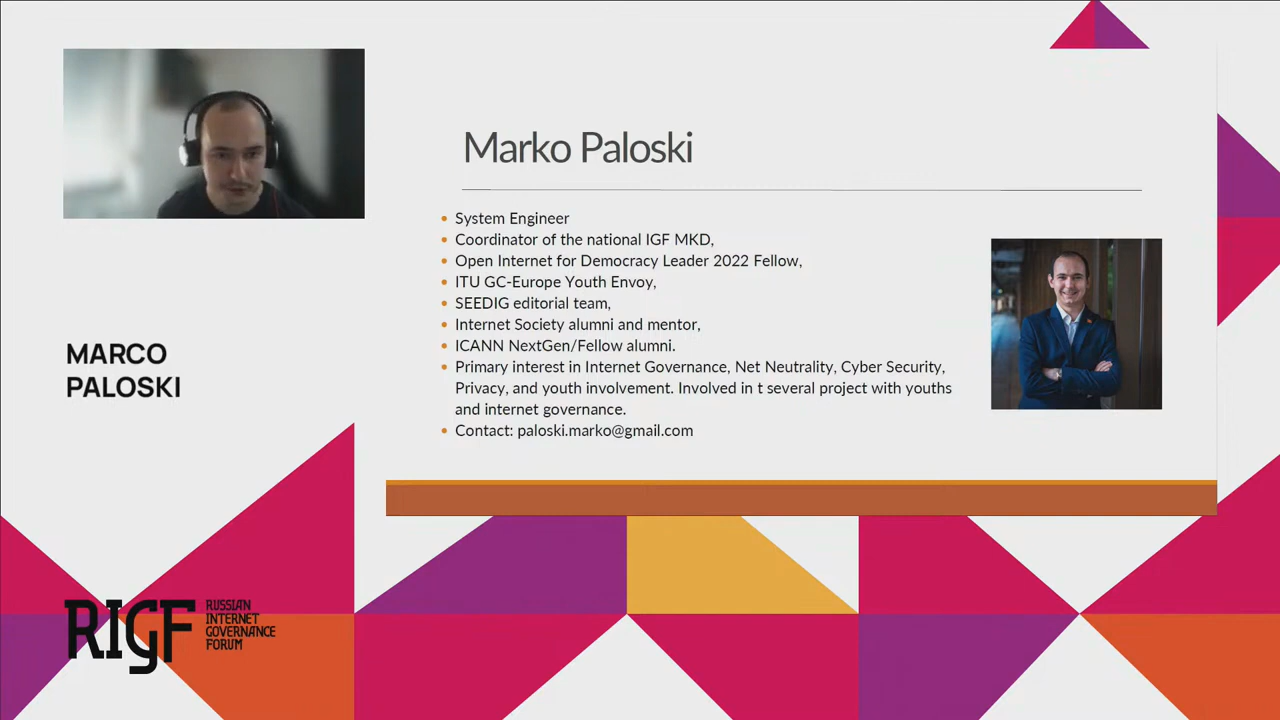 Marko Paloski
System Engineer
Coordinator of the national IGF MKD,
Open Internet for Democracy Leader 2022 Fellow,
ITU GC-Europe Youth Envoy,
SEEDIG editorial team,
Internet Society alumni and mentor,
ICANN NextGen/Fellow alumni.
Primary interest in Internet Governance, Net Neutrality, Cyber Security,
Privacy, and youth involvement. Involved in t several project with youths
and internet governance.
Contact: paloski.marko@gmail.com
MARCO
PALOSKI
RIGF
RUSSIAN
INTERNET
GOVERNANCE
FORUM